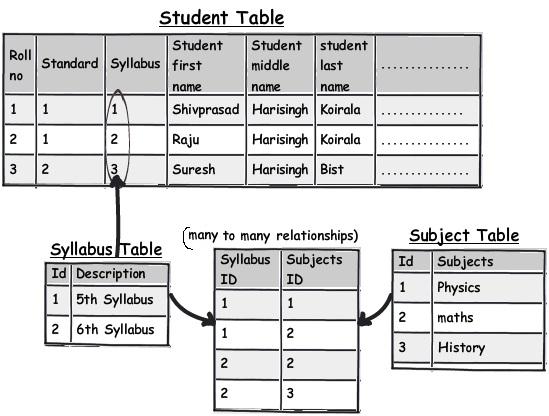 Student Table
Roll no Standard Syllabus Student first name Student middle name student last name ..............
1 1 1 Shivprasad Harisingh Koirala ..............
2 1 2 Raju Harisingh Koirala ..............
3 2 3 Suresh Harisingh Bist ..............
Syllabus Table
Id Description
1 5th Syllabus
2 6th Syllabus
(many to many relationships)
Syllabus ID Subjects ID
1 1
1 2
2 2
2 3
Subject Table
Id Subjects
1 Physics
2 maths
3 History